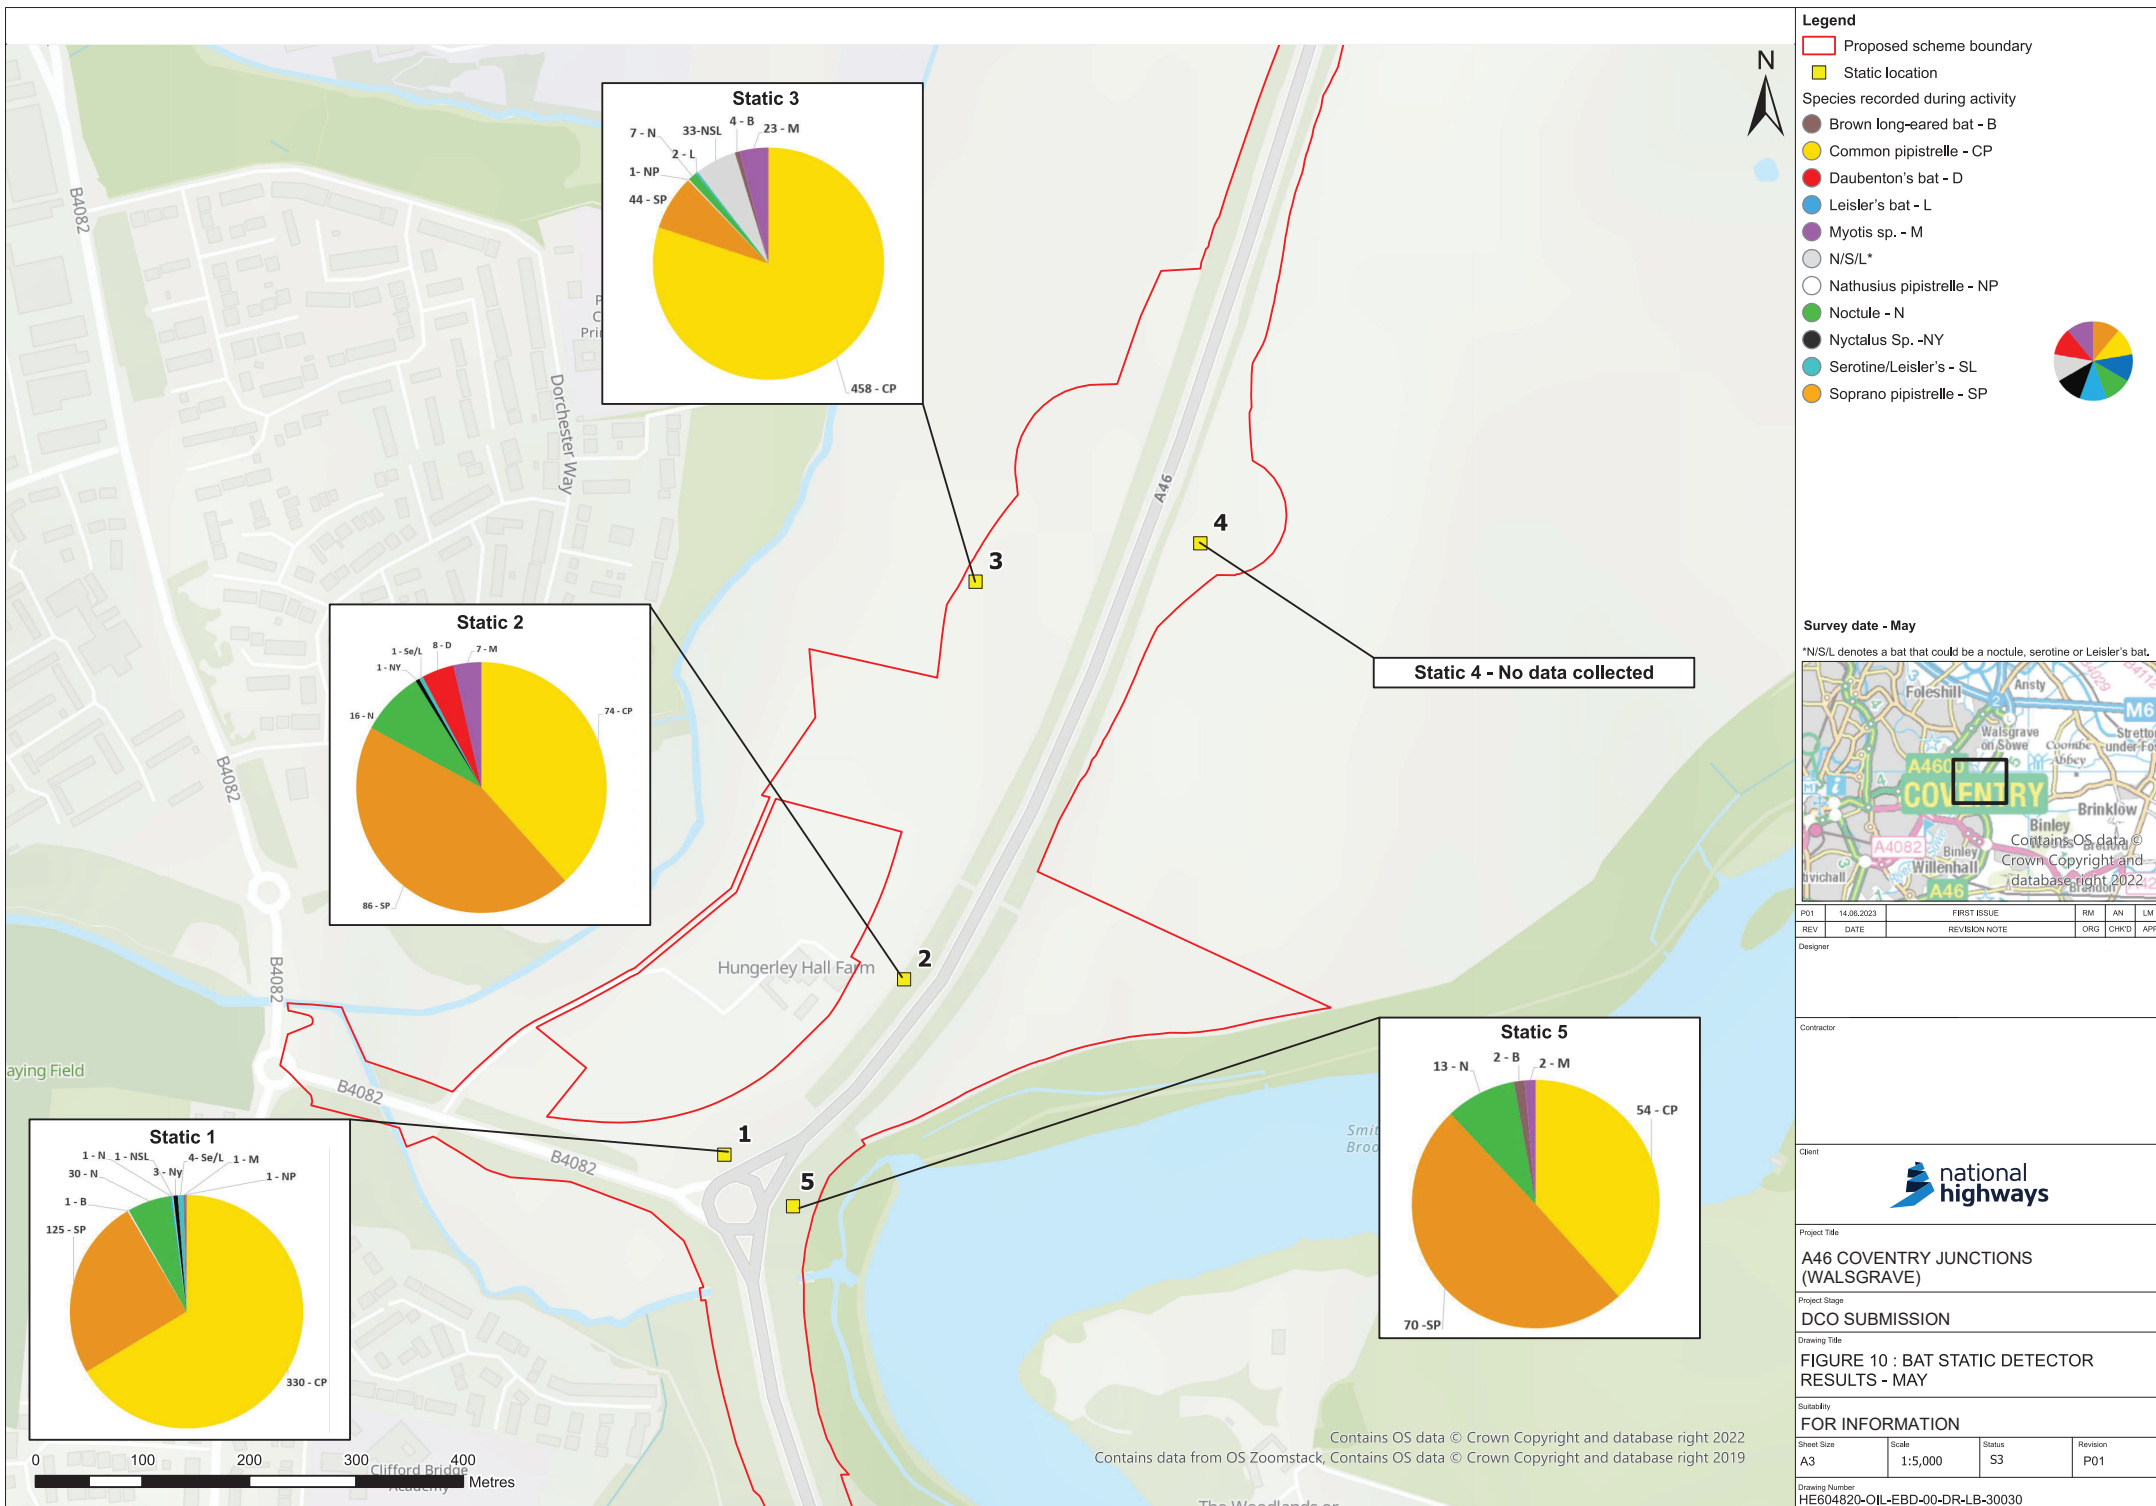 Static 3
4 - B
7 - N
33-NSL
23 - M
2 - L
1- NP
44 - SP
458 - CP
N
B4082
Dorchester Way
A46
4
3
Static 4 - No data collected
Static 2
1 - Se/L
8 - D
7 - M
1 - NY
16 - N
74 - CP
86 - SP
B4082
B4082
Hungerley Hall Farm
2
aying Field
B4082
B4082
1
5
Static 5
2 - B
13 - N
2 - M
54 - CP
70 -SP
Static 1
1 - N
1 - NSL
4- Se/L
1 - M
30 - N
3 - Ny
1 - NP
1 - B
125 - SP
330 - CP
0 100 200 300 400
Metres
Clifford Bridge
Academy
Contains OS data © Crown Copyright and database right 2022
Contains data from OS Zoomstack, Contains OS data © Crown Copyright and database right 2019
Legend
Proposed scheme boundary
Static location
Species recorded during activity
Brown long-eared bat - B
Common pipistrelle - CP
Daubenton's bat - D
Leisler's bat - L
Myotis sp. - M
N/S/L*
Nathusius pipistrelle - NP
Noctule - N
Nyctalus Sp. -NY
Serotine/Leisler's - SL
Soprano pipistrelle - SP
Survey date - May
*N/S/L denotes a bat that could be a noctule, serotine or Leisler's bat.
Foleshill
Ansty
M6
Walsgrave
on Sowe
Coombe
Abbey
A4600
COVENTRY
Brinklow
Binley
A4082
Binley
Willenhall
A46
Contains OS data ©
Crown Copyright and
database right 2022
P01 14.06.2023 FIRST ISSUE RM AN LM
REV DATE REVISION NOTE ORG CHK'D
Designer
Contractor
Client
national
highways
Project Title
A46 COVENTRY JUNCTIONS
(WALSGRAVE)
Project Stage
DCO SUBMISSION
Drawing Title
FIGURE 10 : BAT STATIC DETECTOR
RESULTS - MAY
Suitability
FOR INFORMATION
Sheet Size Scale Status Revision
A3 1:5,000 S3 P01
Drawing Number
HE604820-OIL-EBD-00-DR-LB-30030